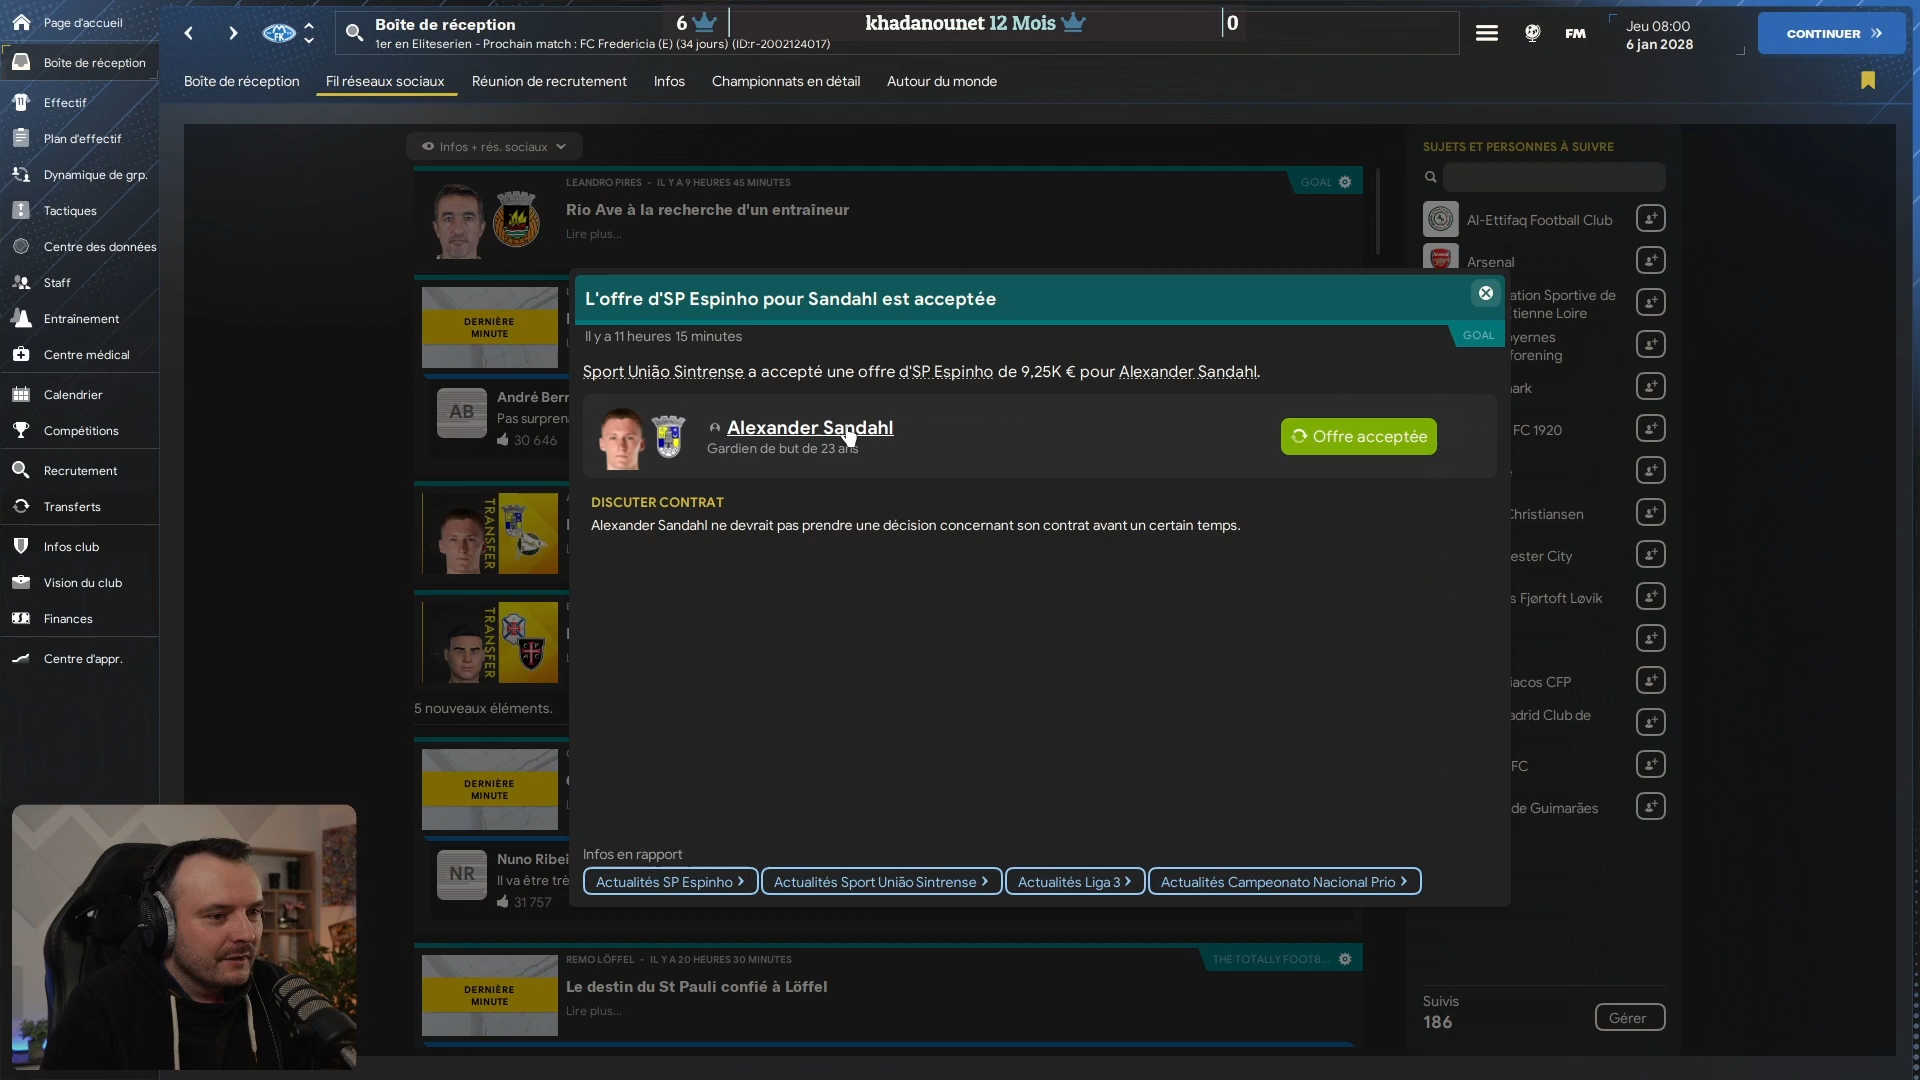 Page d'accueil
Boîte de réception
Effectif
Plan d'effectif
Dynamique de grp.
Tactiques
Centre des données
Staff
Entraînement
Centre médical
Calendrier
Compétitions
Recrutement
Transferts
Infos club
Vision du club
Finances
Centre d'appr.
Boîte de réception
1er en Eliteserien - Prochain match : FC Fredericia (E) (34 jours) (ID:r-2002124017)
6
khadanounet 12 Mois
0
FM
Jeu 08:00
6 jan 2028
CONTINUER
Boîte de réception
Fil réseaux sociaux
Réunion de recrutement
Infos
Championnats en détail
Autour du monde
Infos + rés. sociaux
LEANDRO PIRES - IL Y A 9 HEURES 45 MINUTES
GOAL
Rio Ave à la recherche d'un entraîneur
Lire plus...
DERNIÈRE
MINUTE
AB
André Berr
Pas surpren
30 646
TRANSFER
TRANSFER
5 nouveaux éléments.
DERNIÈRE
MINUTE
NR
Nuno Ribei
Il va être trè
31 757
REMO LÖFFEL - IL Y A 20 HEURES 30 MINUTES
THE TOTALLY FOOTB...
DERNIÈRE
MINUTE
Le destin du St Pauli confié à Löffel
Lire plus...
L'offre d'SP Espinho pour Sandahl est acceptée
Il y a 11 heures 15 minutes
GOAL
Sport União Sintrense a accepté une offre d'SP Espinho de 9,25K € pour Alexander Sandahl.
Alexander Sandahl
Gardien de but de 23 ans
Offre acceptée
DISCUTER CONTRAT
Alexander Sandahl ne devrait pas prendre une décision concernant son contrat avant un certain temps.
Infos en rapport
Actualités SP Espinho
Actualités Sport União Sintrense
Actualités Liga 3
Actualités Campeonato Nacional Prio
SUJETS ET PERSONNES À SUIVRE
Al-Ettifaq Football Club
Arsenal
ation Sportive de
tienne Loire
yernes
forening
ark
FC 1920
Christiansen
ester City
s Fjørtoft Løvik
iacos CFP
adrid Club de
FC
de Guimarães
Suivis
186
Gérer